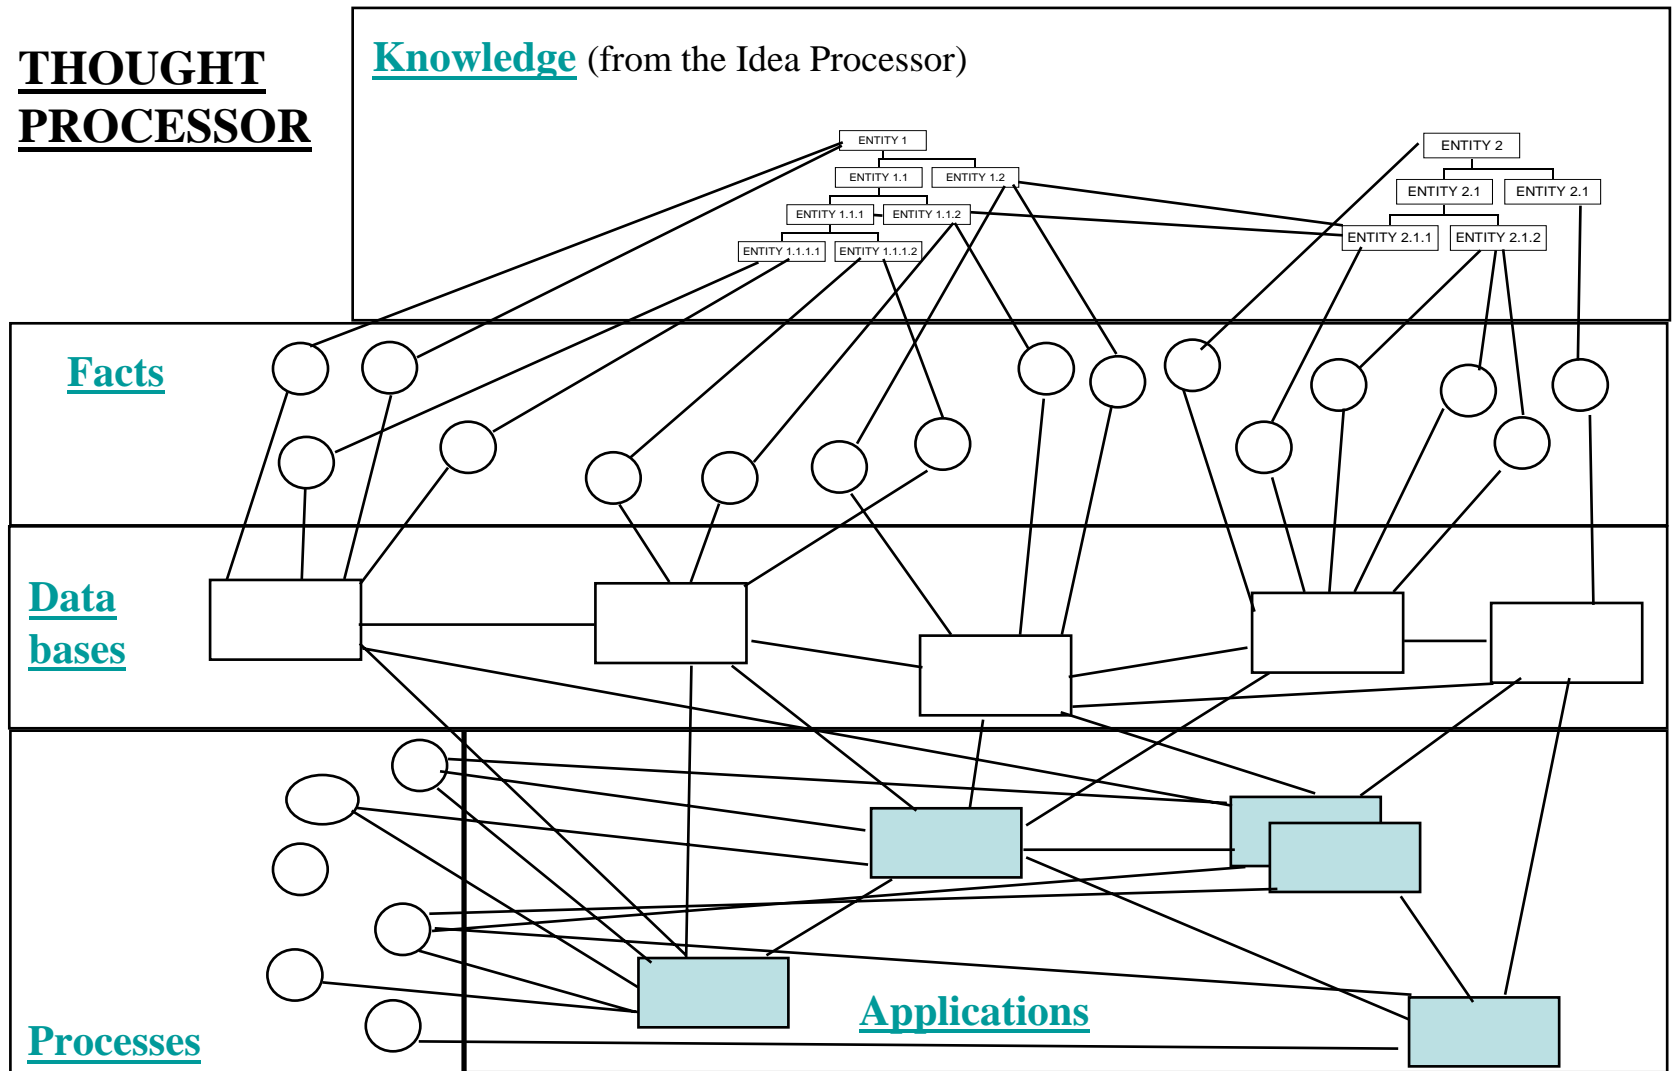 THOUGHT
PROCESSOR
Knowledge (from the Idea Processor)
ENTITY 1
ENTITY 2
ENTITY 1.1
ENTITY 1.2
ENTITY 2.1
ENTITY 2.1
ENTITY 1.1.1
ENTITY 1.1.2
ENTITY 2.1.1
ENTITY 2.1.2
ENTITY 1.1.1.1
ENTITY 1.1.1.2
Facts
Data
bases
Applications
Processes